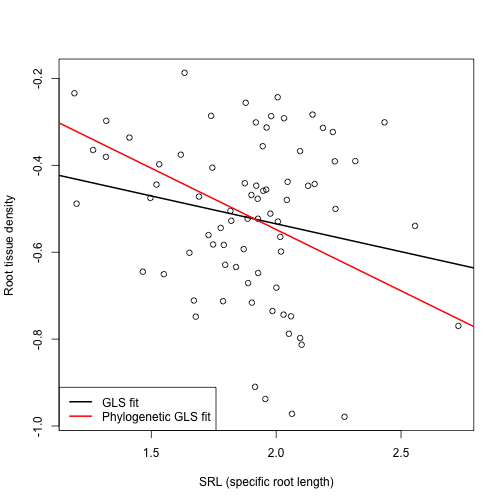 -0.2
-0.4
-0.6
-0.8
-1.0
Root tissue density
GLS fit
Phylogenetic GLS fit
1.5 2.0 2.5
SRL (specific root length)